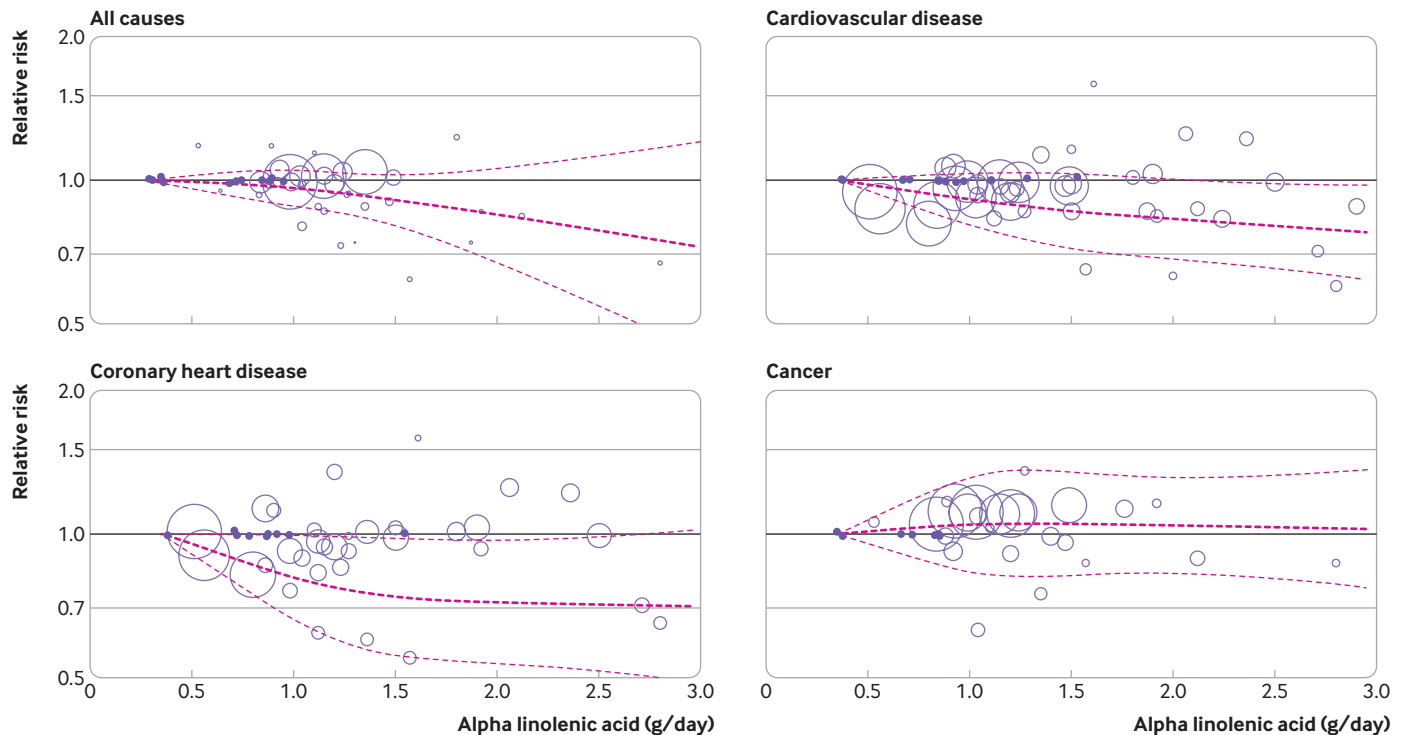 All causes
Cardiovascular disease
Relative risk
2.0
1.5
1.0
0.7
0.5
Coronary heart disease
Cancer
Relative risk
2.0
1.5
1.0
0.7
0.5
0 0.5 1.0 1.5 2.0 2.5 3.0
0 0.5 1.0 1.5 2.0 2.5 3.0
Alpha linolenic acid (g/day)
Alpha linolenic acid (g/day)